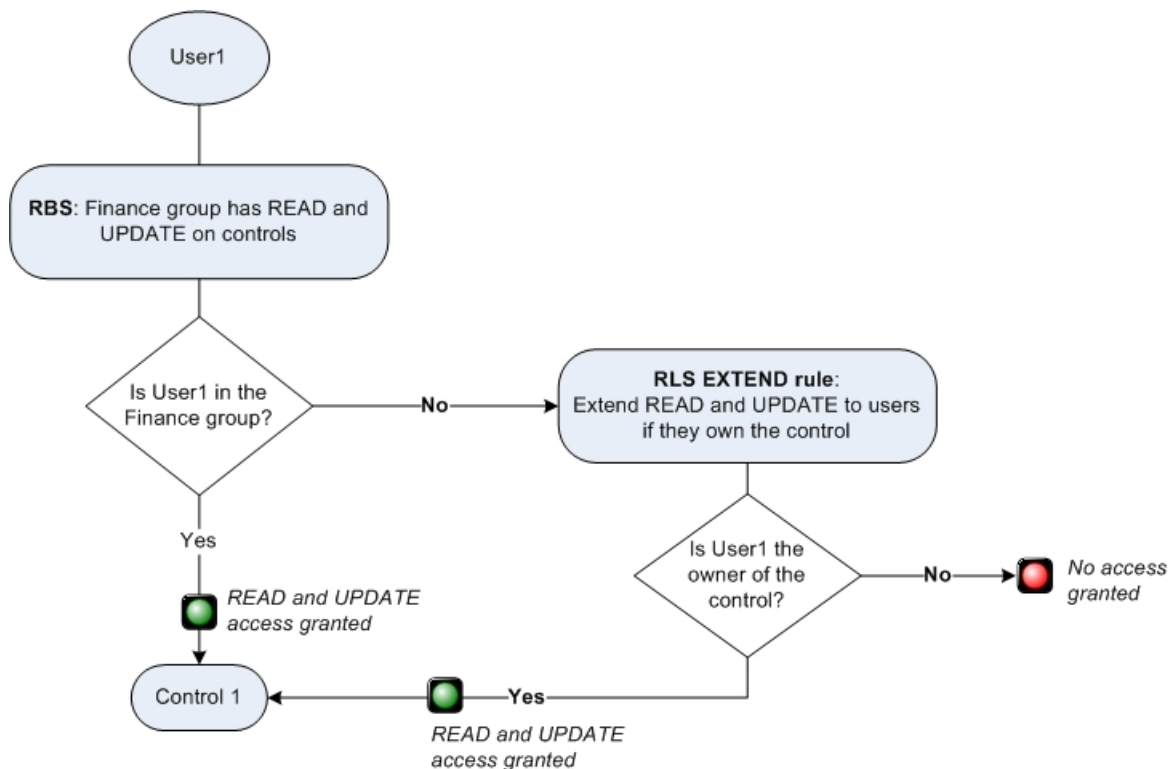 User1
RBS: Finance group has READ and
UPDATE on controls
Is User1 in the
Finance group?
No
RLS EXTEND rule:
Extend READ and UPDATE to users
if they own the control
Yes
Is User1 the
owner of the
control?
No
No access
granted
READ and UPDATE
access granted
Control 1
Yes
READ and UPDATE
access granted